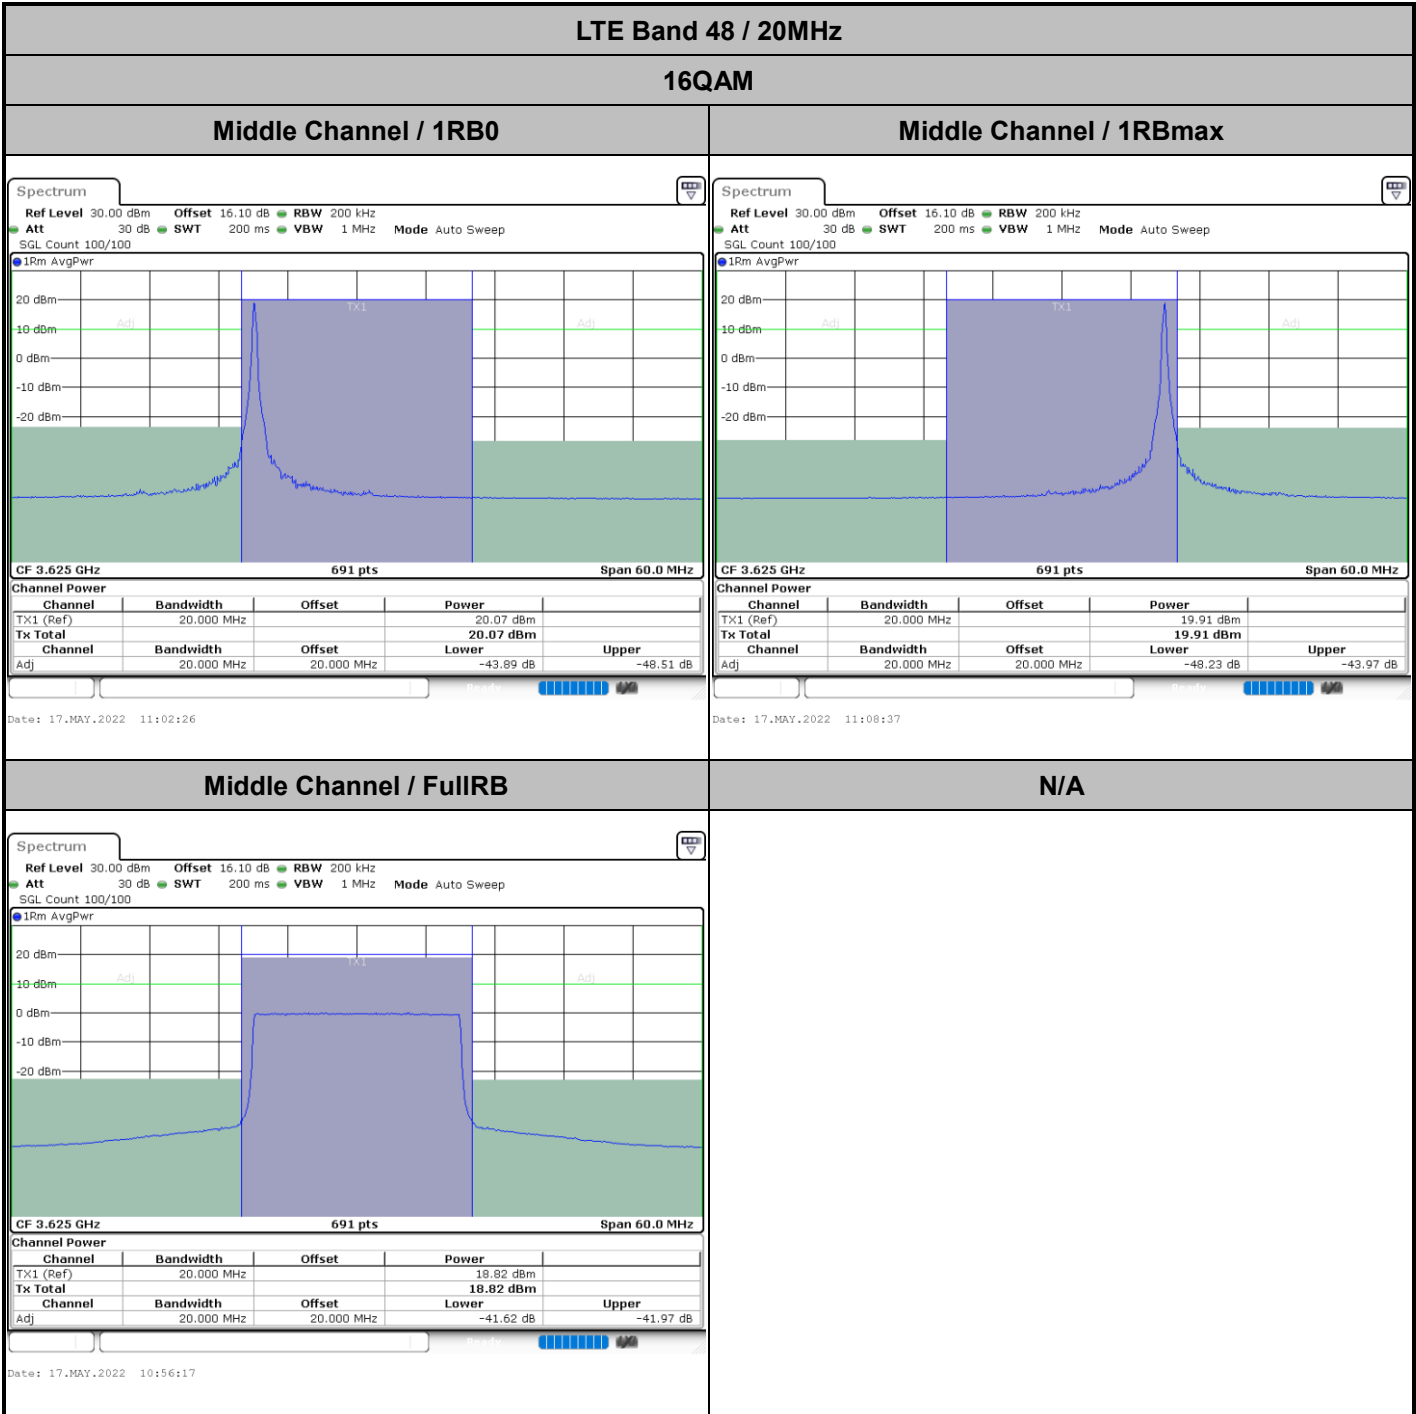 LTE Band 48 / 20MHz
16QAM
Middle Channel / 1RB0
Spectrum
Ref Level 30.00 dBm Offset 16.10 dB RBW 200 kHz
Att 30 dB SWT 200 ms VBW 1 MHz Mode Auto Sweep
SGL Count 100/100
1Rm AvgPwr
TX1
20 dBm
Adj Adj
10 dBm
0 dBm
-10 dBm
-20 dBm
CF 3.625 GHz 691 pts Span 60.0 MHz
Channel Power
Channel Bandwidth Offset Power
TX1 (Ref) 20.000 MHz 20.07 dBm
Tx Total 20.07 dBm
Channel Bandwidth Offset Lower Upper
Adj 20.000 MHz 20.000 MHz -43.89 dB -48.51 dB
Ready
Date: 17.MAY.2022 11:02:26
Middle Channel / 1RBmax
Spectrum
Ref Level 30.00 dBm Offset 16.10 dB RBW 200 kHz
Att 30 dB SWT 200 ms VBW 1 MHz Mode Auto Sweep
SGL Count 100/100
1Rm AvgPwr
TX1
20 dBm
Adj Adj
10 dBm
0 dBm
-10 dBm
-20 dBm
CF 3.625 GHz 691 pts Span 60.0 MHz
Channel Power
Channel Bandwidth Offset Power
TX1 (Ref) 20.000 MHz 19.91 dBm
Tx Total 19.91 dBm
Channel Bandwidth Offset Lower Upper
Adj 20.000 MHz 20.000 MHz -48.23 dB -43.97 dB
Ready
Date: 17.MAY.2022 11:08:37
Middle Channel / FullRB
Spectrum
Ref Level 30.00 dBm Offset 16.10 dB RBW 200 kHz
Att 30 dB SWT 200 ms VBW 1 MHz Mode Auto Sweep
SGL Count 100/100
1Rm AvgPwr
20 dBm
TX1
Adj Adj
10 dBm
0 dBm
-10 dBm
-20 dBm
CF 3.625 GHz 691 pts Span 60.0 MHz
Channel Power
Channel Bandwidth Offset Power
TX1 (Ref) 20.000 MHz 18.82 dBm
Tx Total 18.82 dBm
Channel Bandwidth Offset Lower Upper
Adj 20.000 MHz 20.000 MHz -41.62 dB -41.97 dB
Ready
Date: 17.MAY.2022 10:56:17
N/A